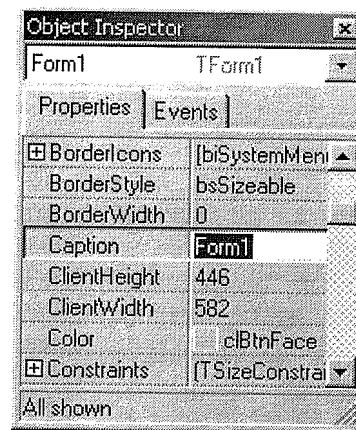 Object Inspector
Form1 TForm1
Properties Events
BorderIcons [biSystemMenu
BorderStyle bsSizeable
BorderWidth 0
Caption Form1
ClientHeight 446
ClientWidth 582
Color clBtnFace
Constraints (TSizeConstrai
All shown